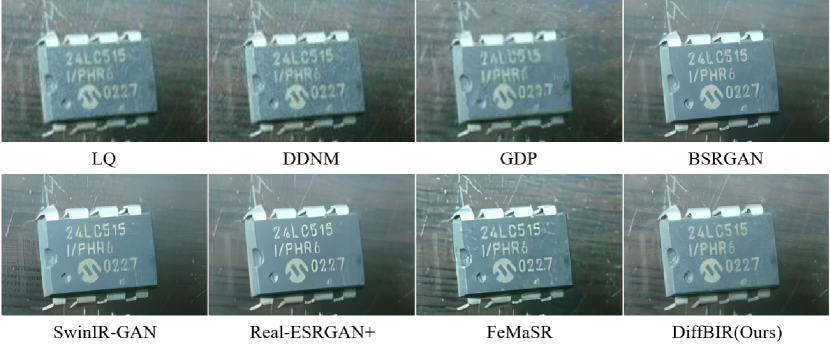 24LC515
I/PHR6
0227
24LC515
I/PHR6
0227
24LC515
I/PHR6
24LC515
I/PHR6
0227
LQ
DDNM
GDP
BSRGAN
24LC515
I/PHR6
0227
24LC515
I/PHR6
0227
24LC515
I/PHR6
0227
24LC515
I/PHR6
0227
SwinIR-GAN
Real-ESRGAN+
FeMaSR
DiffBIR(Ours)